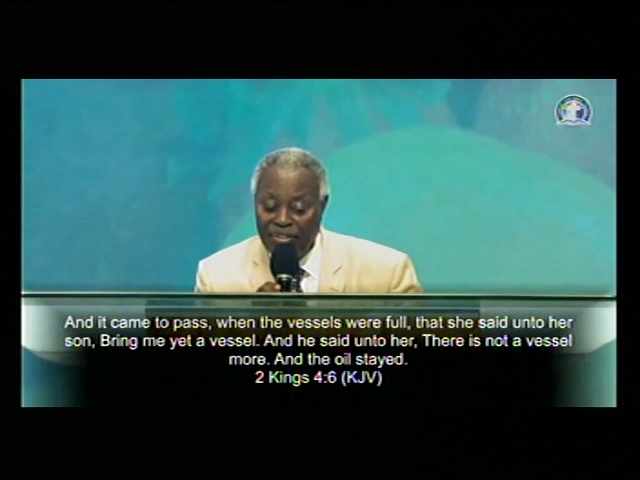 And it came to pass, when the vessels were full, that she said unto her
son, Bring me yet a vessel. And he said unto her, There is not a vessel
more. And the oil stayed.
2 Kings 4:6 (KJV)